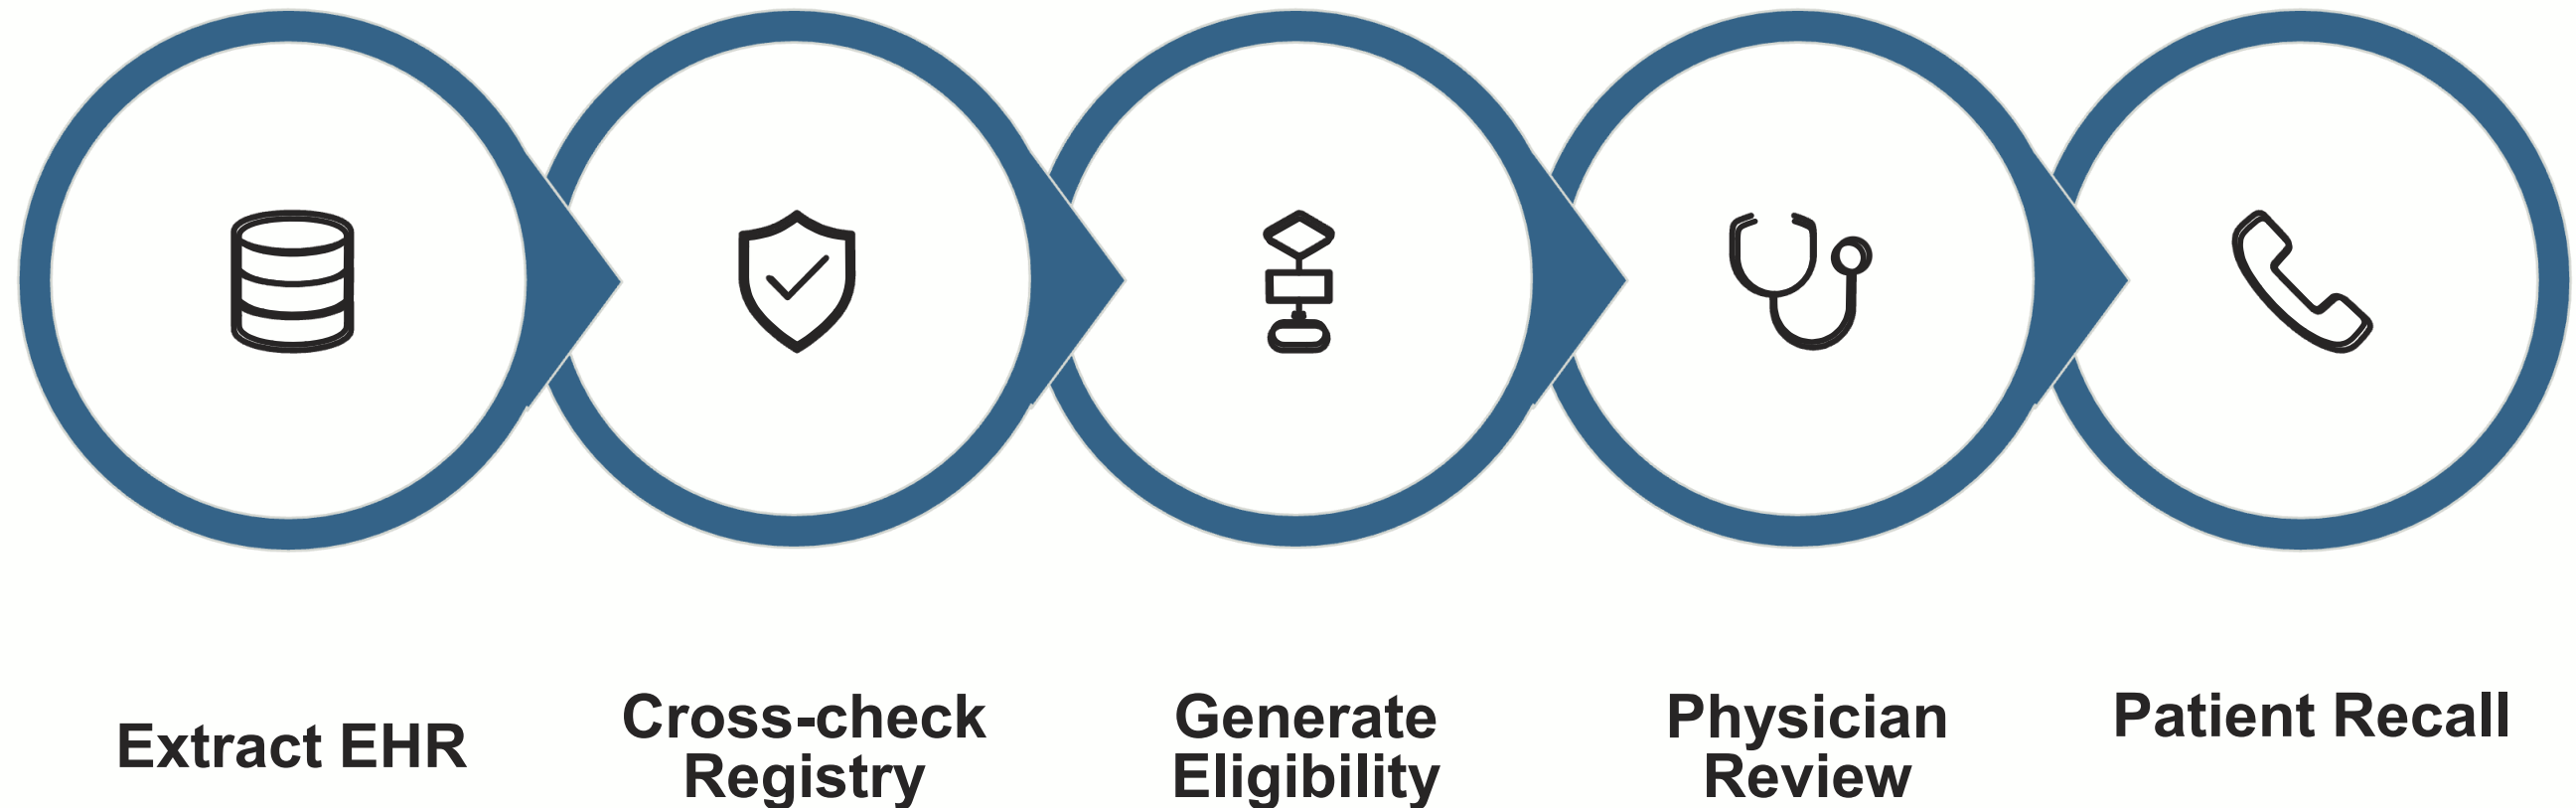 Extract EHR
Cross-check
Registry
Generate
Eligibility
Physician
Review
Patient Recall